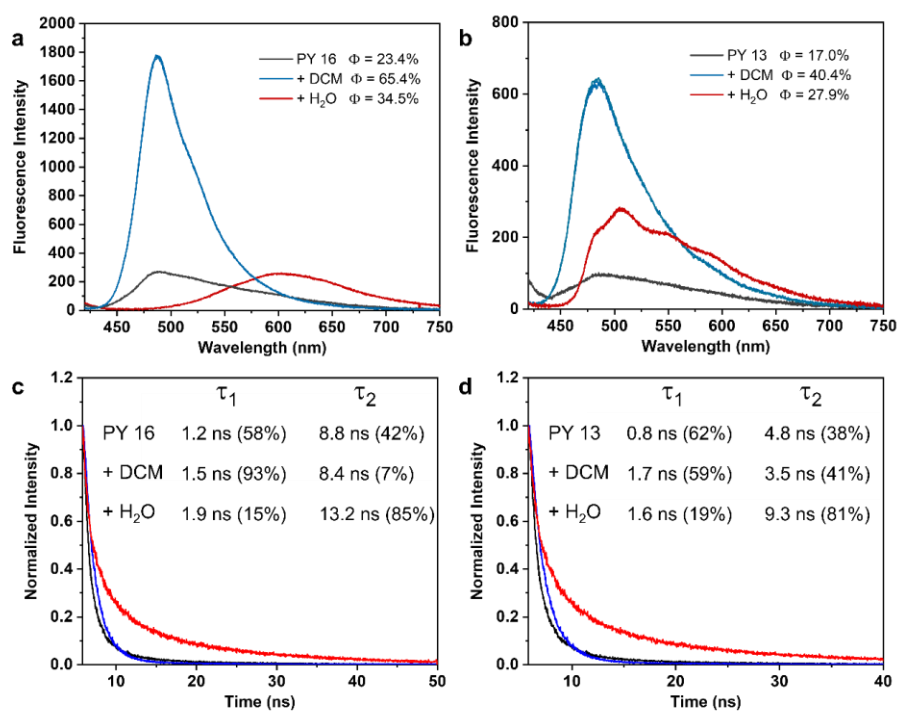 a
PY 16 Φ = 23.4%
+ DCM Φ = 65.4%
+ H₂O Φ = 34.5%
Fluorescence Intensity
2000
1800
1600
1400
1200
1000
800
600
400
200
0
450 500 550 600 650 700 750
Wavelength (nm)
b
PY 13 Φ = 17.0%
+ DCM Φ = 40.4%
+ H₂O Φ = 27.9%
Fluorescence Intensity
800
600
400
200
0
450 500 550 600 650 700 750
Wavelength (nm)
c
τ₁ τ₂
PY 16 1.2 ns (58%) 8.8 ns (42%)
+ DCM 1.5 ns (93%) 8.4 ns (7%)
+ H₂O 1.9 ns (15%) 13.2 ns (85%)
Normalized Intensity
1.2
1.0
0.8
0.6
0.4
0.2
0.0
10 20 30 40 50
Time (ns)
d
τ₁ τ₂
PY 13 0.8 ns (62%) 4.8 ns (38%)
+ DCM 1.7 ns (59%) 3.5 ns (41%)
+ H₂O 1.6 ns (19%) 9.3 ns (81%)
Normalized Intensity
1.2
1.0
0.8
0.6
0.4
0.2
0.0
10 20 30 40
Time (ns)